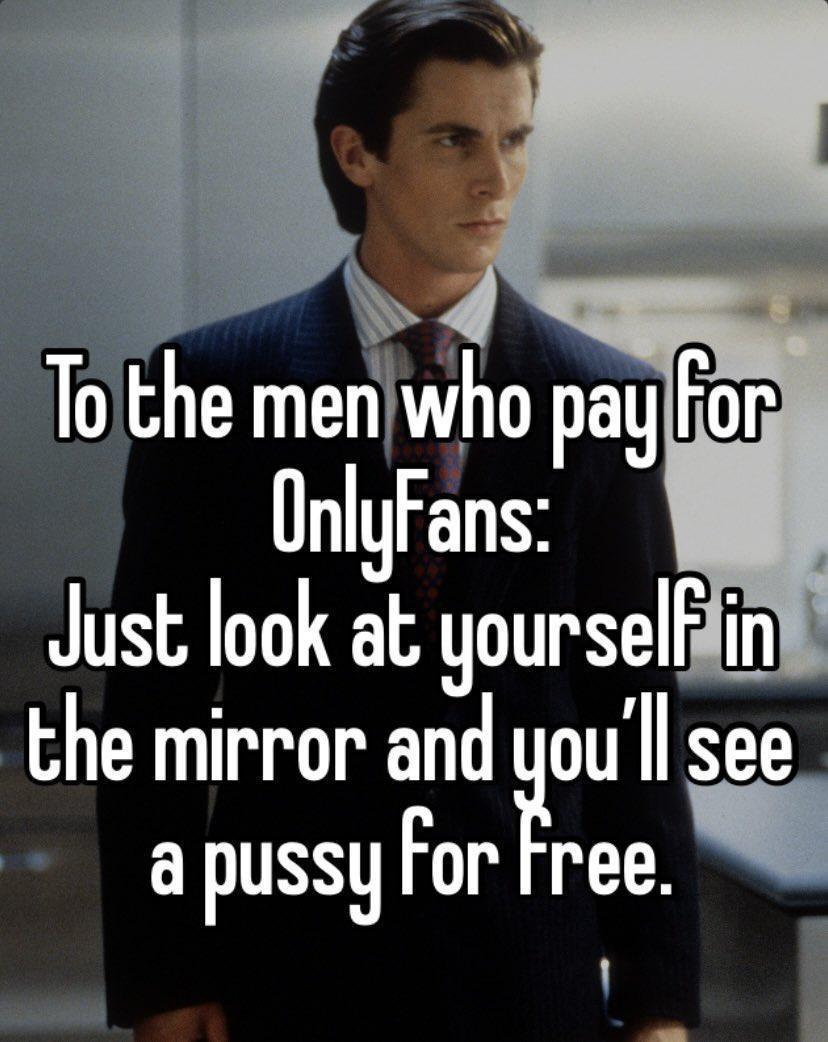 To the men who pay for
OnlyFans:
Just look at yourself in
the mirror and you'll see
a pussy for free.